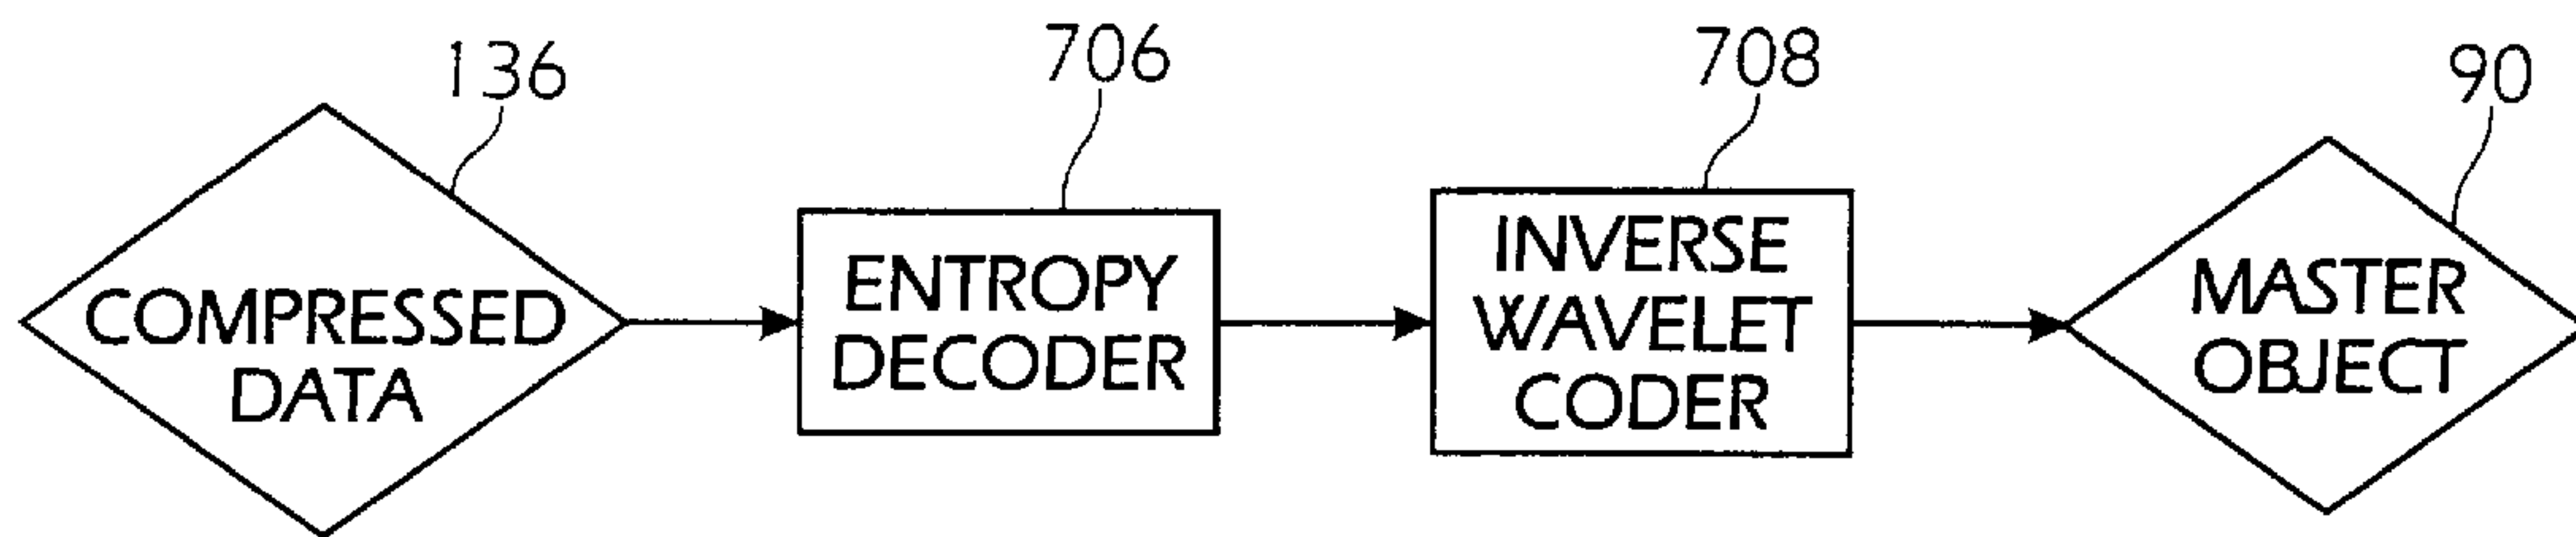 136
COMPRESSED
DATA
706
ENTROPY
DECODER
708
INVERSE
WAVELET
CODER
90
MASTER
OBJECT